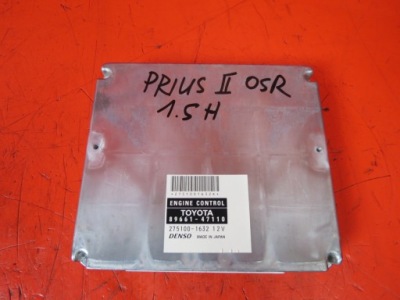 PRIUS II 05R
1.5H
ENGINE CONTROL
TOYOTA
89661-47110
275100-1632 12V
DENSO MADE IN JAPAN